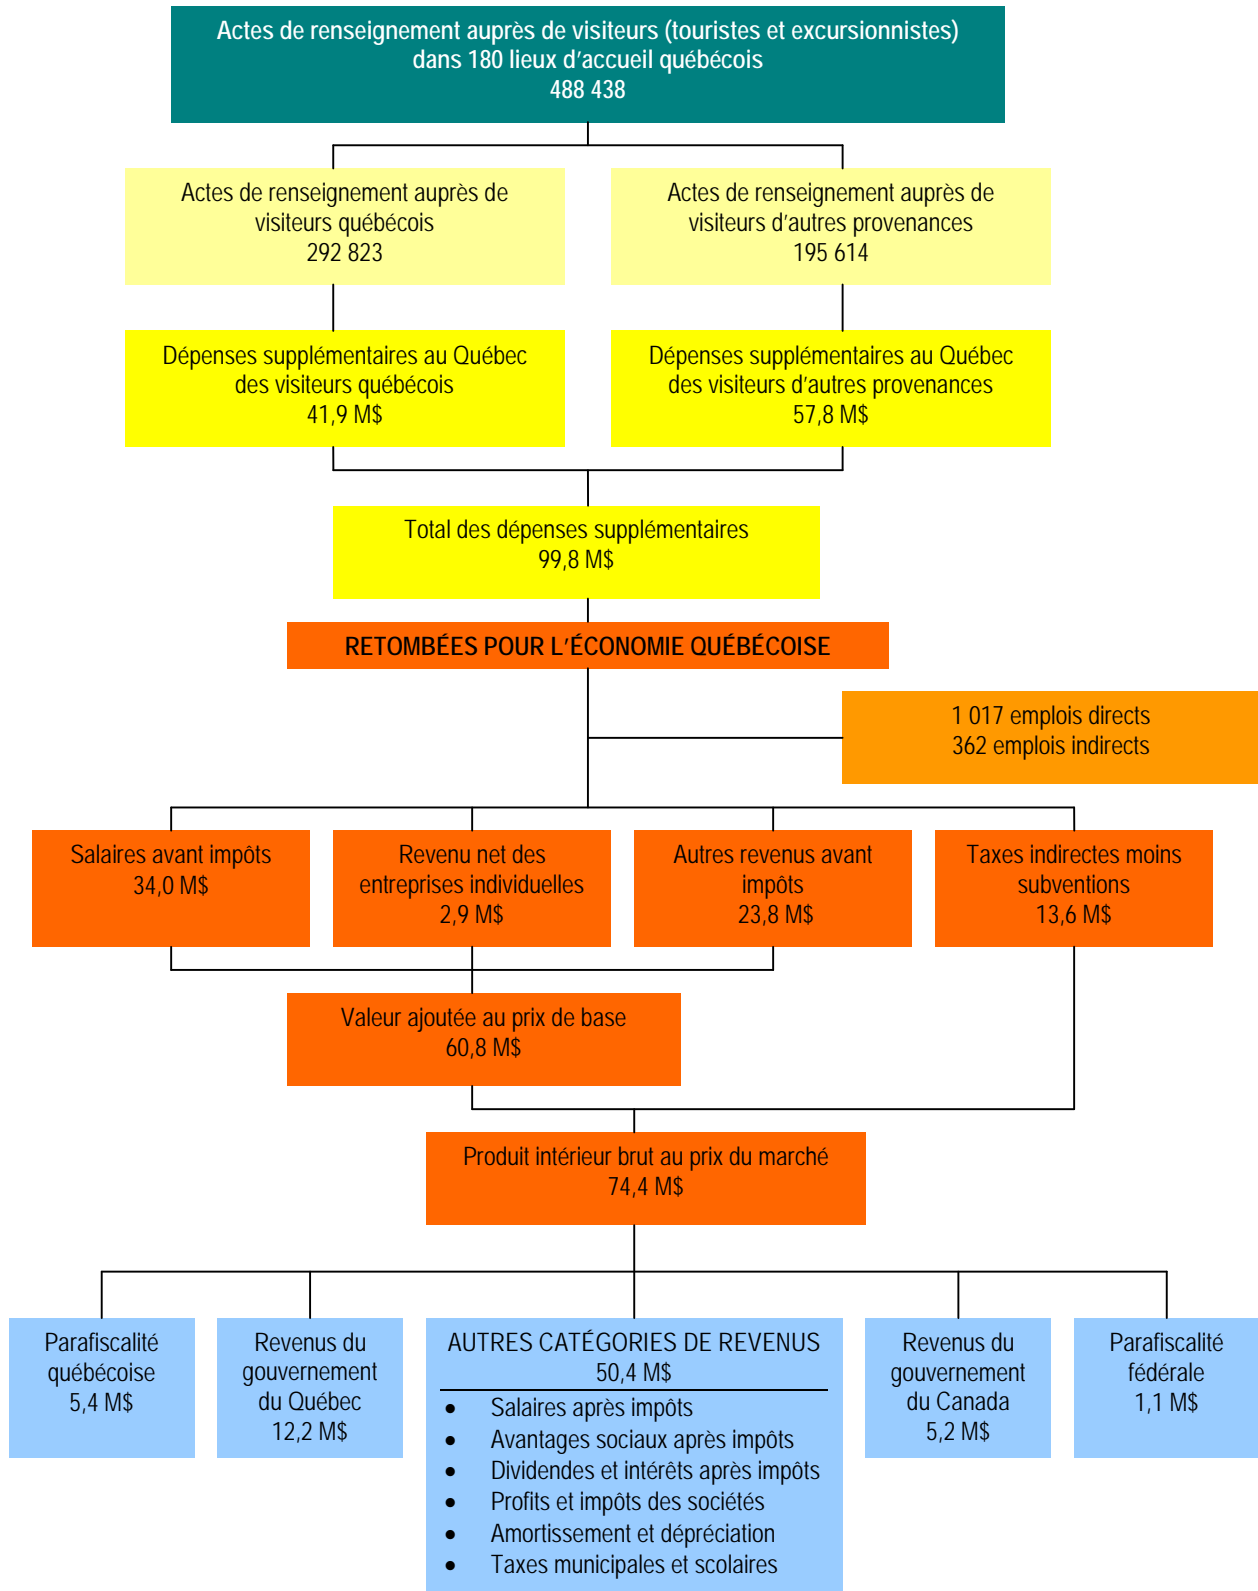 Actes de renseignement auprès de visiteurs (touristes et excursionnistes)
dans 180 lieux d'accueil québécois
488 438
Actes de renseignement auprès de
visiteurs québécois
292 823
Actes de renseignement auprès de
visiteurs d'autres provenances
195 614
Dépenses supplémentaires au Québec
des visiteurs québécois
41,9 M$
Dépenses supplémentaires au Québec
des visiteurs d'autres provenances
57,8 M$
Total des dépenses supplémentaires
99,8 M$
RETOMBÉES POUR L'ÉCONOMIE QUÉBÉCOISE
1 017 emplois directs
362 emplois indirects
Salaires avant impôts
34,0 M$
Revenu net des
entreprises individuelles
2,9 M$
Autres revenus avant
impôts
23,8 M$
Taxes indirectes moins
subventions
13,6 M$
Valeur ajoutée au prix de base
60,8 M$
Produit intérieur brut au prix du marché
74,4 M$
Parafiscalité
québécoise
5,4 M$
Revenus du
gouvernement
du Québec
12,2 M$
AUTRES CATÉGORIES DE REVENUS
50,4 M$
• Salaires après impôts
• Avantages sociaux après impôts
• Dividendes et intérêts après impôts
• Profits et impôts des sociétés
• Amortissement et dépréciation
• Taxes municipales et scolaires
Revenus du
gouvernement
du Canada
5,2 M$
Parafiscalité
fédérale
1,1 M$